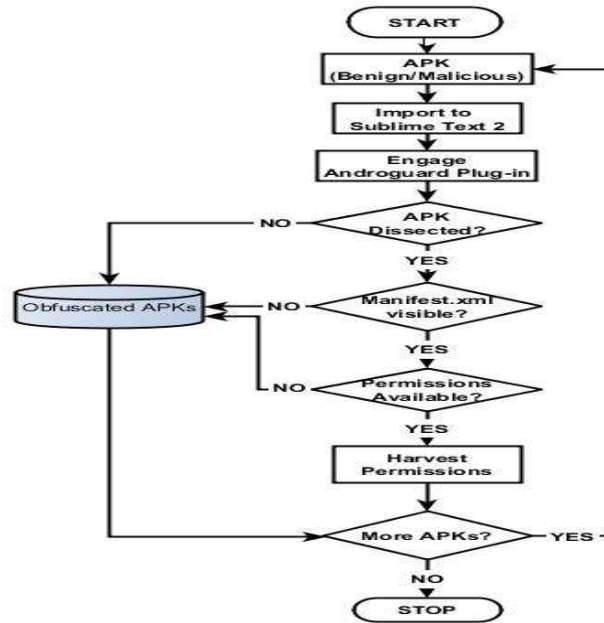 START
APK
(Benign/Malicious)
Import to
Sublime Text 2
Engage
Androguard Plug-in
NO
APK
Dissected?
YES
Obfuscated APKs
NO
Manifest.xml
visible?
YES
NO
Permissions
Available?
YES
Harvest
Permissions
More APKs?
YES
NO
STOP